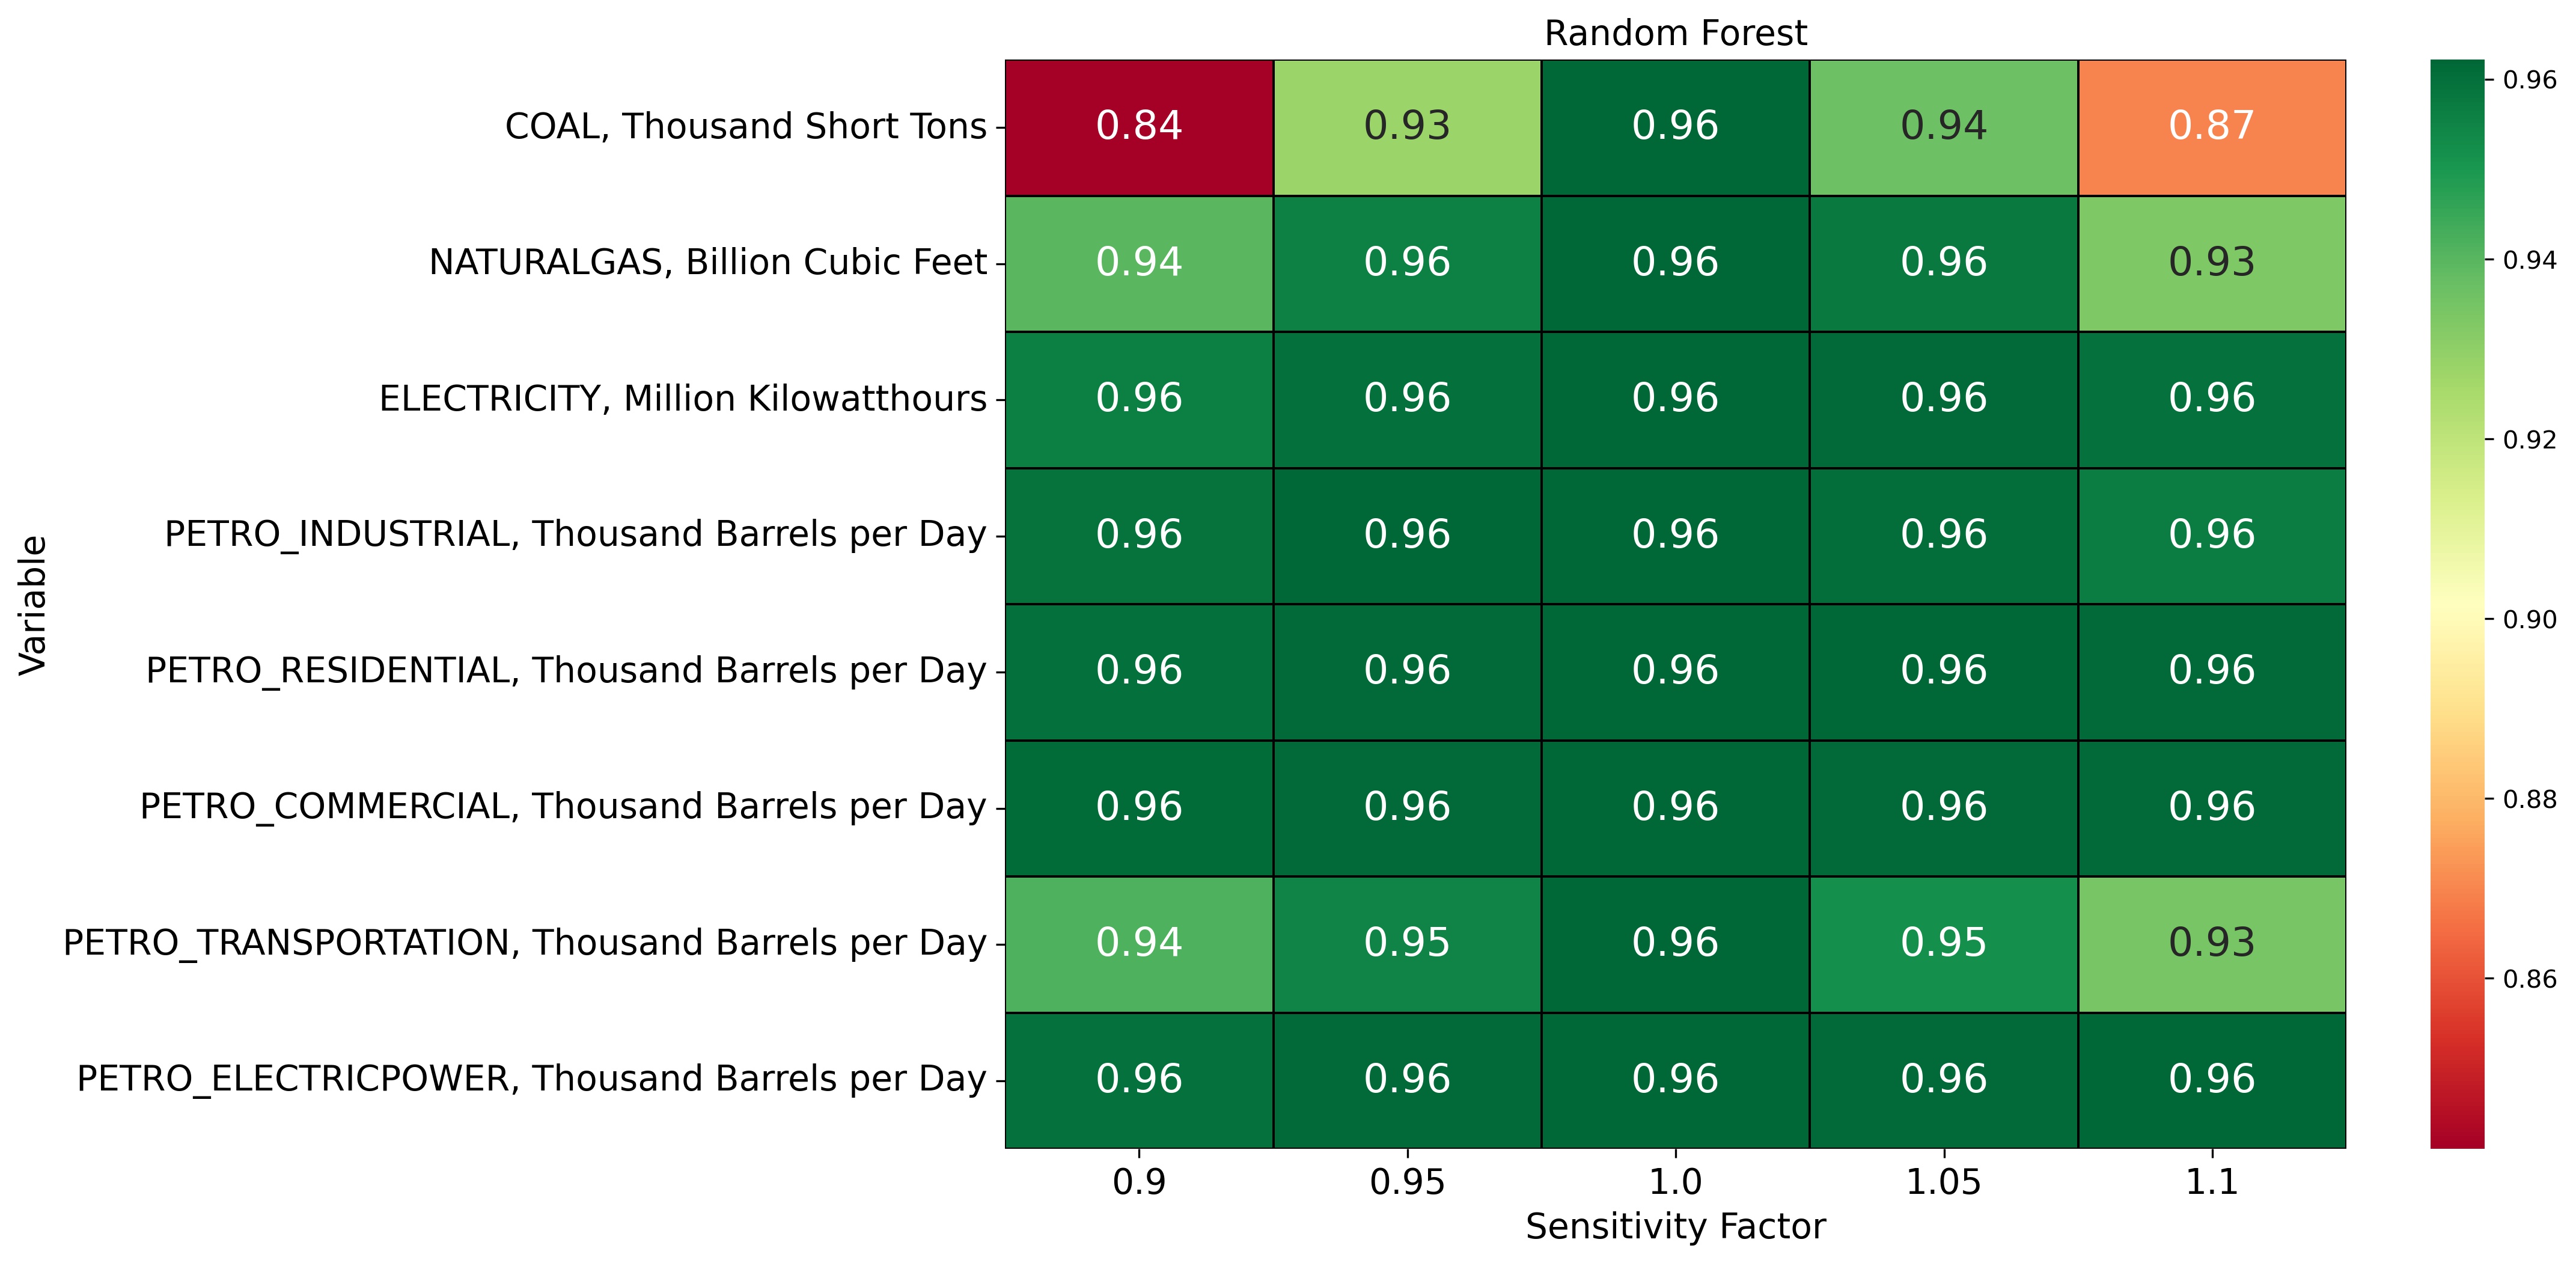 Random Forest
COAL, Thousand Short Tons 0.84 0.93 0.96 0.94 0.87
NATURALGAS, Billion Cubic Feet 0.94 0.96 0.96 0.96 0.93
ELECTRICITY, Million Kilowatthours 0.96 0.96 0.96 0.96 0.96
PETRO_INDUSTRIAL, Thousand Barrels per Day 0.96 0.96 0.96 0.96 0.96
PETRO_RESIDENTIAL, Thousand Barrels per Day 0.96 0.96 0.96 0.96 0.96
PETRO_COMMERCIAL, Thousand Barrels per Day 0.96 0.96 0.96 0.96 0.96
PETRO_TRANSPORTATION, Thousand Barrels per Day 0.94 0.95 0.96 0.95 0.93
PETRO_ELECTRICPOWER, Thousand Barrels per Day 0.96 0.96 0.96 0.96 0.96
0.9 0.95 1.0 1.05 1.1
Sensitivity Factor
Variable
0.96
0.94
0.92
0.90
0.88
0.86